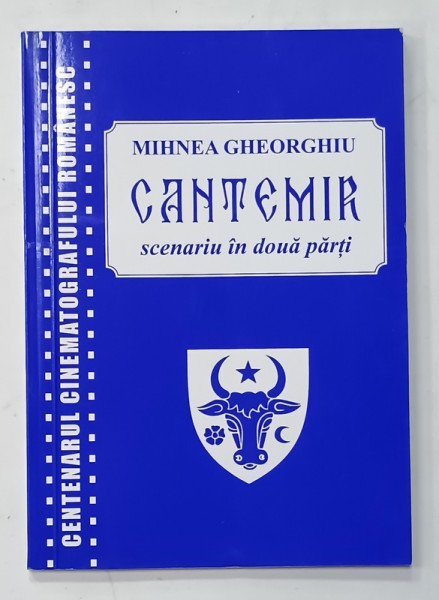 MIHNEA GHEORGHIU
CANTEMIR
scenariu în două părți
CENTENARUL CINEMATOGRAFULUI ROMÂNESC